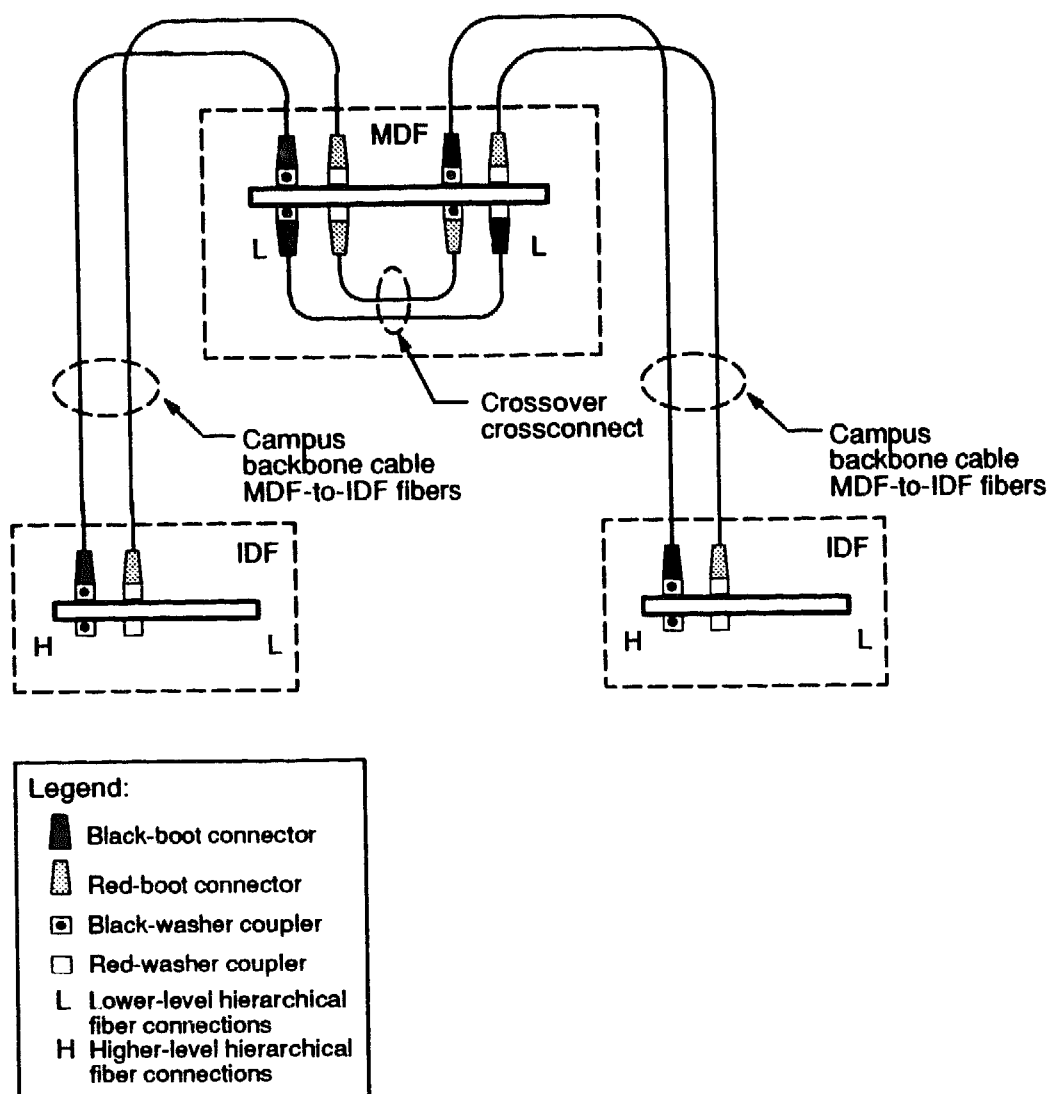 MDF
L
L
Crossover
crossconnect
Campus
backbone cable
MDF-to-IDF fibers
Campus
backbone cable
MDF-to-IDF fibers
IDF
H
L
IDF
H
L
Legend:
Black-boot connector
Red-boot connector
Black-washer coupler
Red-washer coupler
L Lower-level hierarchical
fiber connections
H Higher-level hierarchical
fiber connections